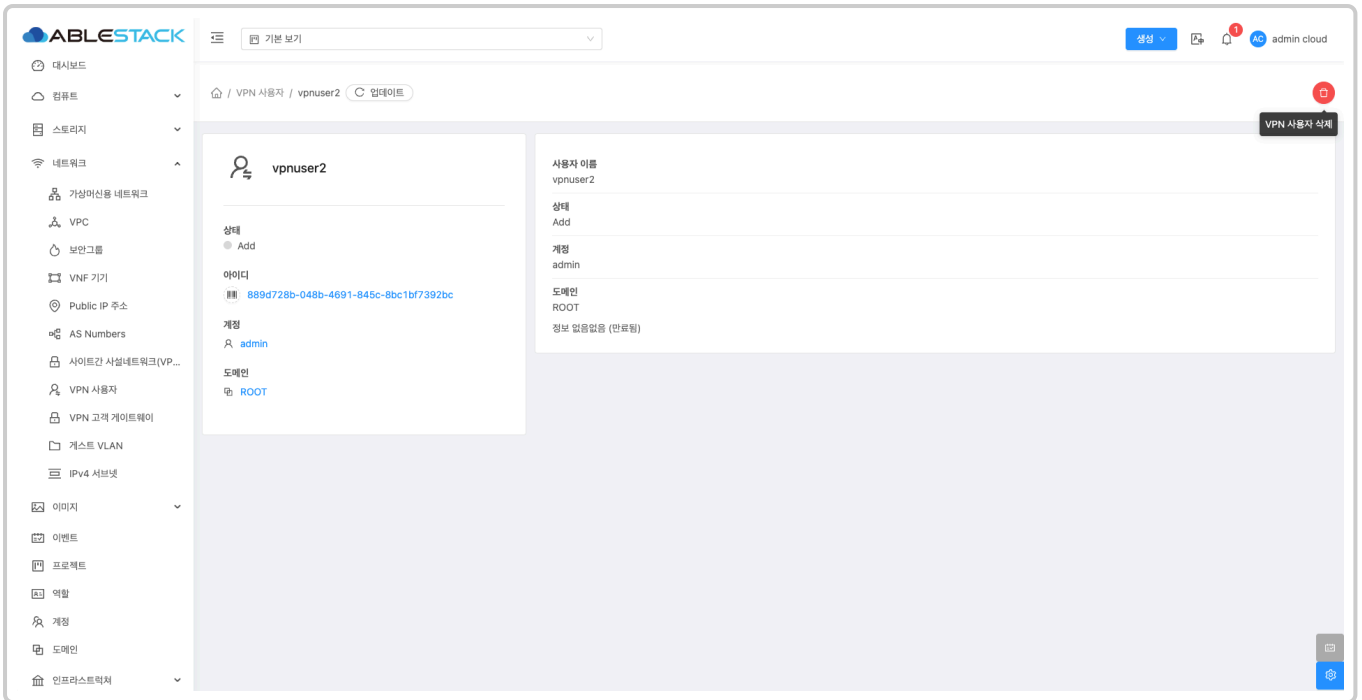 ABLESTACK
기본 보기
생성
1
AC
admin cloud
대시보드
컴퓨트
스토리지
네트워크
가상머신용 네트워크
VPC
보안그룹
VNF 기기
Public IP 주소
AS Numbers
사이트간 사설네트워크(VP...
VPN 사용자
VPN 고객 게이트웨이
게스트 VLAN
IPv4 서브넷
이미지
이벤트
프로젝트
역할
계정
도메인
인프라스트럭쳐
/ VPN 사용자 / vpnuser2
업데이트
VPN 사용자 삭제
vpnuser2
상태
Add
아이디
889d728b-048b-4691-845c-8bc1bf7392bc
계정
admin
도메인
ROOT
사용자 이름
vpnuser2
상태
Add
계정
admin
도메인
ROOT
정보 없음없음 (만료됨)